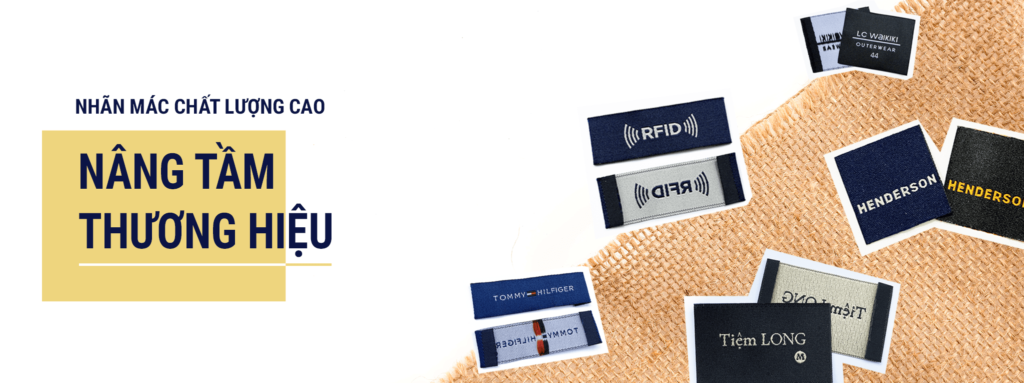 NHÃN MÁC CHẤT LƯỢNG CAO
NÂNG TẦM
THƯƠNG HIỆU
LC WAIKIKI
OUTERWEAR
44
RFID
RFID
HENDERSON
HENDERSO
TOMMY HILFIGER
TOMMY HILFIGER
Tiệm LONG
Tiệm LONG
M